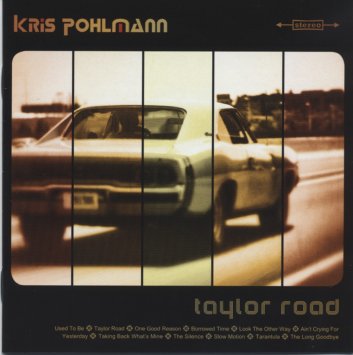 KRiS POHLMANN
stereo
taylor road
Used To Be ✽ Taylor Road ✽ One Good Reason ✽ Borrowed Time ✽ Look The Other Way ✽ Ain't Crying For
Yesterday ✽ Taking Back What's Mine ✽ The Silence ✽ Slow Motion ✽ Tarantula ✽ The Long Goodbye